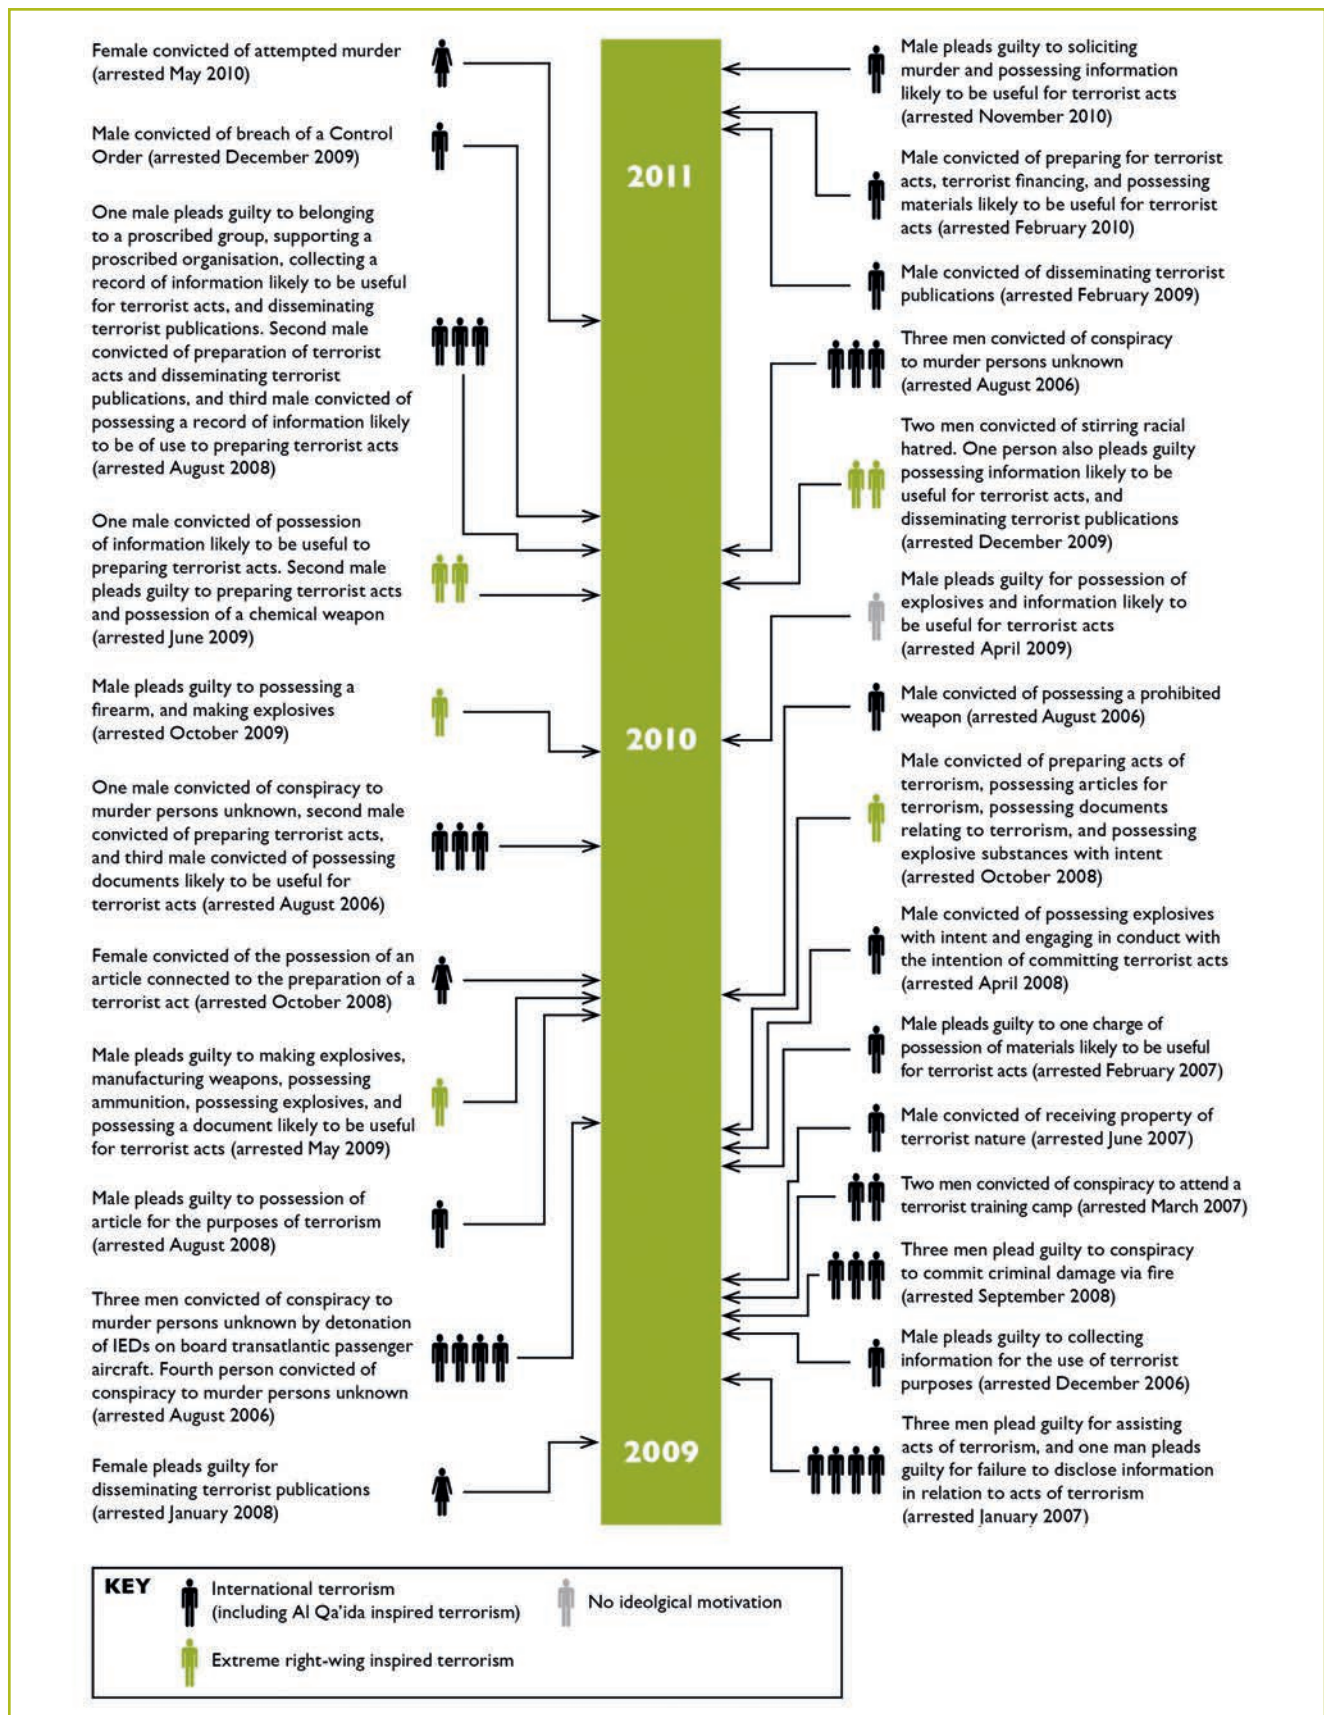 Female convicted of attempted murder
(arrested May 2010)
Male convicted of breach of a Control
Order (arrested December 2009)
One male pleads guilty to belonging
to a proscribed group, supporting a
proscribed organisation, collecting a
record of information likely to be useful
for terrorist acts, and disseminating
terrorist publications. Second male
convicted of preparation of terrorist
acts and disseminating terrorist
publications, and third male convicted of
possessing a record of information likely
to be of use to preparing terrorist acts
(arrested August 2008)
One male convicted of possession
of information likely to be useful to
preparing terrorist acts. Second male
pleads guilty to preparing terrorist acts
and possession of a chemical weapon
(arrested June 2009)
Male pleads guilty to possessing a
firearm, and making explosives
(arrested October 2009)
One male convicted of conspiracy to
murder persons unknown, second male
convicted of preparing terrorist acts,
and third male convicted of possessing
documents likely to be useful for
terrorist acts (arrested August 2006)
Female convicted of the possession of an
article connected to the preparation of a
terrorist act (arrested October 2008)
Male pleads guilty to making explosives,
manufacturing weapons, possessing
ammunition, possessing explosives, and
possessing a document likely to be useful
for terrorist acts (arrested May 2009)
Male pleads guilty to possession of
article for the purposes of terrorism
(arrested August 2008)
Three men convicted of conspiracy to
murder persons unknown by detonation
of IEDs on board transatlantic passenger
aircraft. Fourth person convicted of
conspiracy to murder persons unknown
(arrested August 2006)
Female pleads guilty for
disseminating terrorist publications
(arrested January 2008)
2011
2010
2009
Male pleads guilty to soliciting
murder and possessing information
likely to be useful for terrorist acts
(arrested November 2010)
Male convicted of preparing for terrorist
acts, terrorist financing, and possessing
materials likely to be useful for terrorist
acts (arrested February 2010)
Male convicted of disseminating terrorist
publications (arrested February 2009)
Three men convicted of conspiracy
to murder persons unknown
(arrested August 2006)
Two men convicted of stirring racial
hatred. One person also pleads guilty
possessing information likely to be
useful for terrorist acts, and
disseminating terrorist publications
(arrested December 2009)
Male pleads guilty for possession of
explosives and information likely to
be useful for terrorist acts
(arrested April 2009)
Male convicted of possessing a prohibited
weapon (arrested August 2006)
Male convicted of preparing acts of
terrorism, possessing articles for
terrorism, possessing documents
relating to terrorism, and possessing
explosive substances with intent
(arrested October 2008)
Male convicted of possessing explosives
with intent and engaging in conduct with
the intention of committing terrorist acts
(arrested April 2008)
Male pleads guilty to one charge of
possession of materials likely to be useful
for terrorist acts (arrested February 2007)
Male convicted of receiving property of
terrorist nature (arrested June 2007)
Two men convicted of conspiracy to attend a
terrorist training camp (arrested March 2007)
Three men plead guilty to conspiracy
to commit criminal damage via fire
(arrested September 2008)
Male pleads guilty to collecting
information for the use of terrorist
purposes (arrested December 2006)
Three men plead guilty for assisting
acts of terrorism, and one man pleads
guilty for failure to disclose information
in relation to acts of terrorism
(arrested January 2007)
KEY
International terrorism
(including Al Qa'ida inspired terrorism)
Extreme right-wing inspired terrorism
No ideolgical motivation